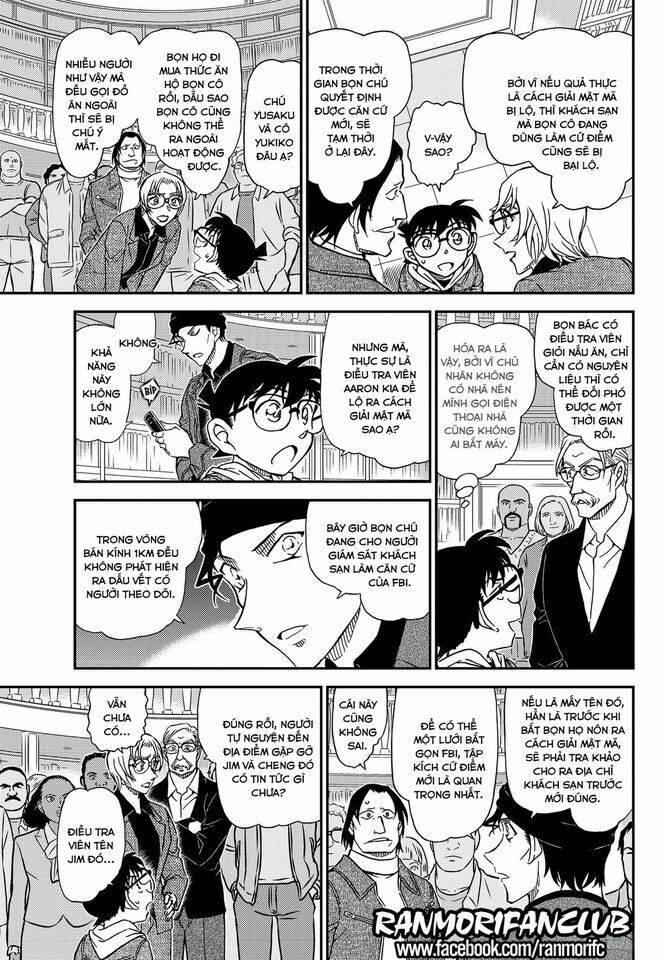 BỞI VÌ NẾU QUẢ THỰC
LÀ CÁCH GIẢI MẬT MÃ
BỊ LỘ, THÌ KHÁCH SẠN
MÀ BỌN CÔ ĐANG
DÙNG LÀM CỨ ĐIỂM
CŨNG SẼ BỊ
BẠI LỘ.
V-VẬY
SAO?
TRONG THỜI
GIAN BỌN CHÚ
QUYẾT ĐỊNH
ĐƯỢC CĂN CỨ
MỚI, SẼ
TẠM THỜI
Ở LẠI ĐÂY.
CHÚ
YUSAKU
VÀ CÔ
YUKIKO
ĐÂU Ạ?
BỌN HỌ ĐI
MUA THỨC ĂN
HỘ BỌN CÔ
RỒI, DẪU SAO
BỌN CÔ CŨNG
KHÔNG THỂ
RA NGOÀI
HOẠT ĐỘNG
ĐƯỢC.
NHIỀU NGƯỜI
NHƯ VẬY MÀ
ĐỀU GỌI ĐỒ
ĂN NGOÀI
THÌ SẼ BỊ
CHÚ Ý
MẤT.
BỌN BÁC CÓ
ĐIỀU TRA VIÊN
GIỎI NẤU ĂN, CHỈ
CẦN CÓ NGUYÊN
LIỆU THÌ CÓ
THỂ ĐỐI PHÓ
ĐƯỢC MỘT
THỜI GIAN
RỒI.
HÓA RA LÀ
VẬY, BỞI VÌ CHỦ
NHÂN KHÔNG
CÓ NHÀ NÊN
MÌNH GỌI ĐIỆN
THOẠI NHÀ
CŨNG KHÔNG
AI BẮT MÁY.
NHƯNG MÀ,
THỰC SỰ LÀ
ĐIỀU TRA VIÊN
AARON KIA ĐỂ
LỘ RA CÁCH
GIẢI MẬT MÃ
SAO Ạ?
KHÔNG,
KHẢ
NĂNG
NÀY KHÔNG
LỚN
NỮA.
BÍP
BÂY GIỜ BỌN CHÚ
ĐANG CHO NGƯỜI
GIÁM SÁT KHÁCH
SẠN LÀM CĂN CỨ
CỦA FBI.
TRONG VÒNG
BÁN KÍNH 1KM ĐỀU
KHÔNG PHÁT HIỆN
RA DẤU VẾT CÓ
NGƯỜI THEO DÕI.
NẾU LÀ MẤY TÊN ĐÓ,
HẲN LÀ TRƯỚC KHI
BẮT BỌN HỌ NÔN RA
CÁCH GIẢI MẬT MÃ,
SẼ PHẢI TRA KHẢO
CHO RA ĐỊA CHỈ
KHÁCH SẠN TRƯỚC
MỚI ĐÚNG.
ĐỂ CÓ THỂ
MỘT LƯỚI BẮT
GỌN FBI, TẬP
KÍCH CỨ ĐIỂM
MỚI LÀ QUAN
TRỌNG NHẤT.
CÁI NÀY
CŨNG
KHÔNG
SAI.
ĐÚNG RỒI, NGƯỜI
TỰ NGUYỆN ĐẾN
ĐỊA ĐIỂM GẶP GỠ
JIM VÀ CHENG ĐÓ
CÓ TIN TỨC GÌ
CHƯA?
VẪN
CHƯA
CÓ...
ĐIỀU TRA
VIÊN TÊN
JIM ĐÓ...
RANMORIFANCLUB
www.facebook.com/ranmorifc